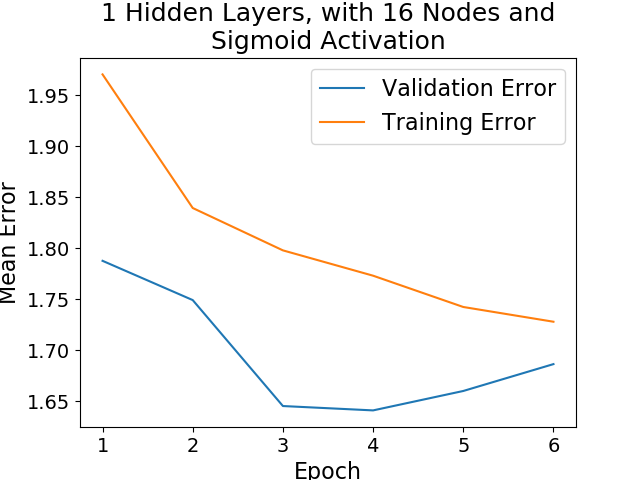 1 Hidden Layers, with 16 Nodes and
Sigmoid Activation
Validation Error
Training Error
Mean Error
1.95
1.90
1.85
1.80
1.75
1.70
1.65
1 2 3 4 5 6
Epoch